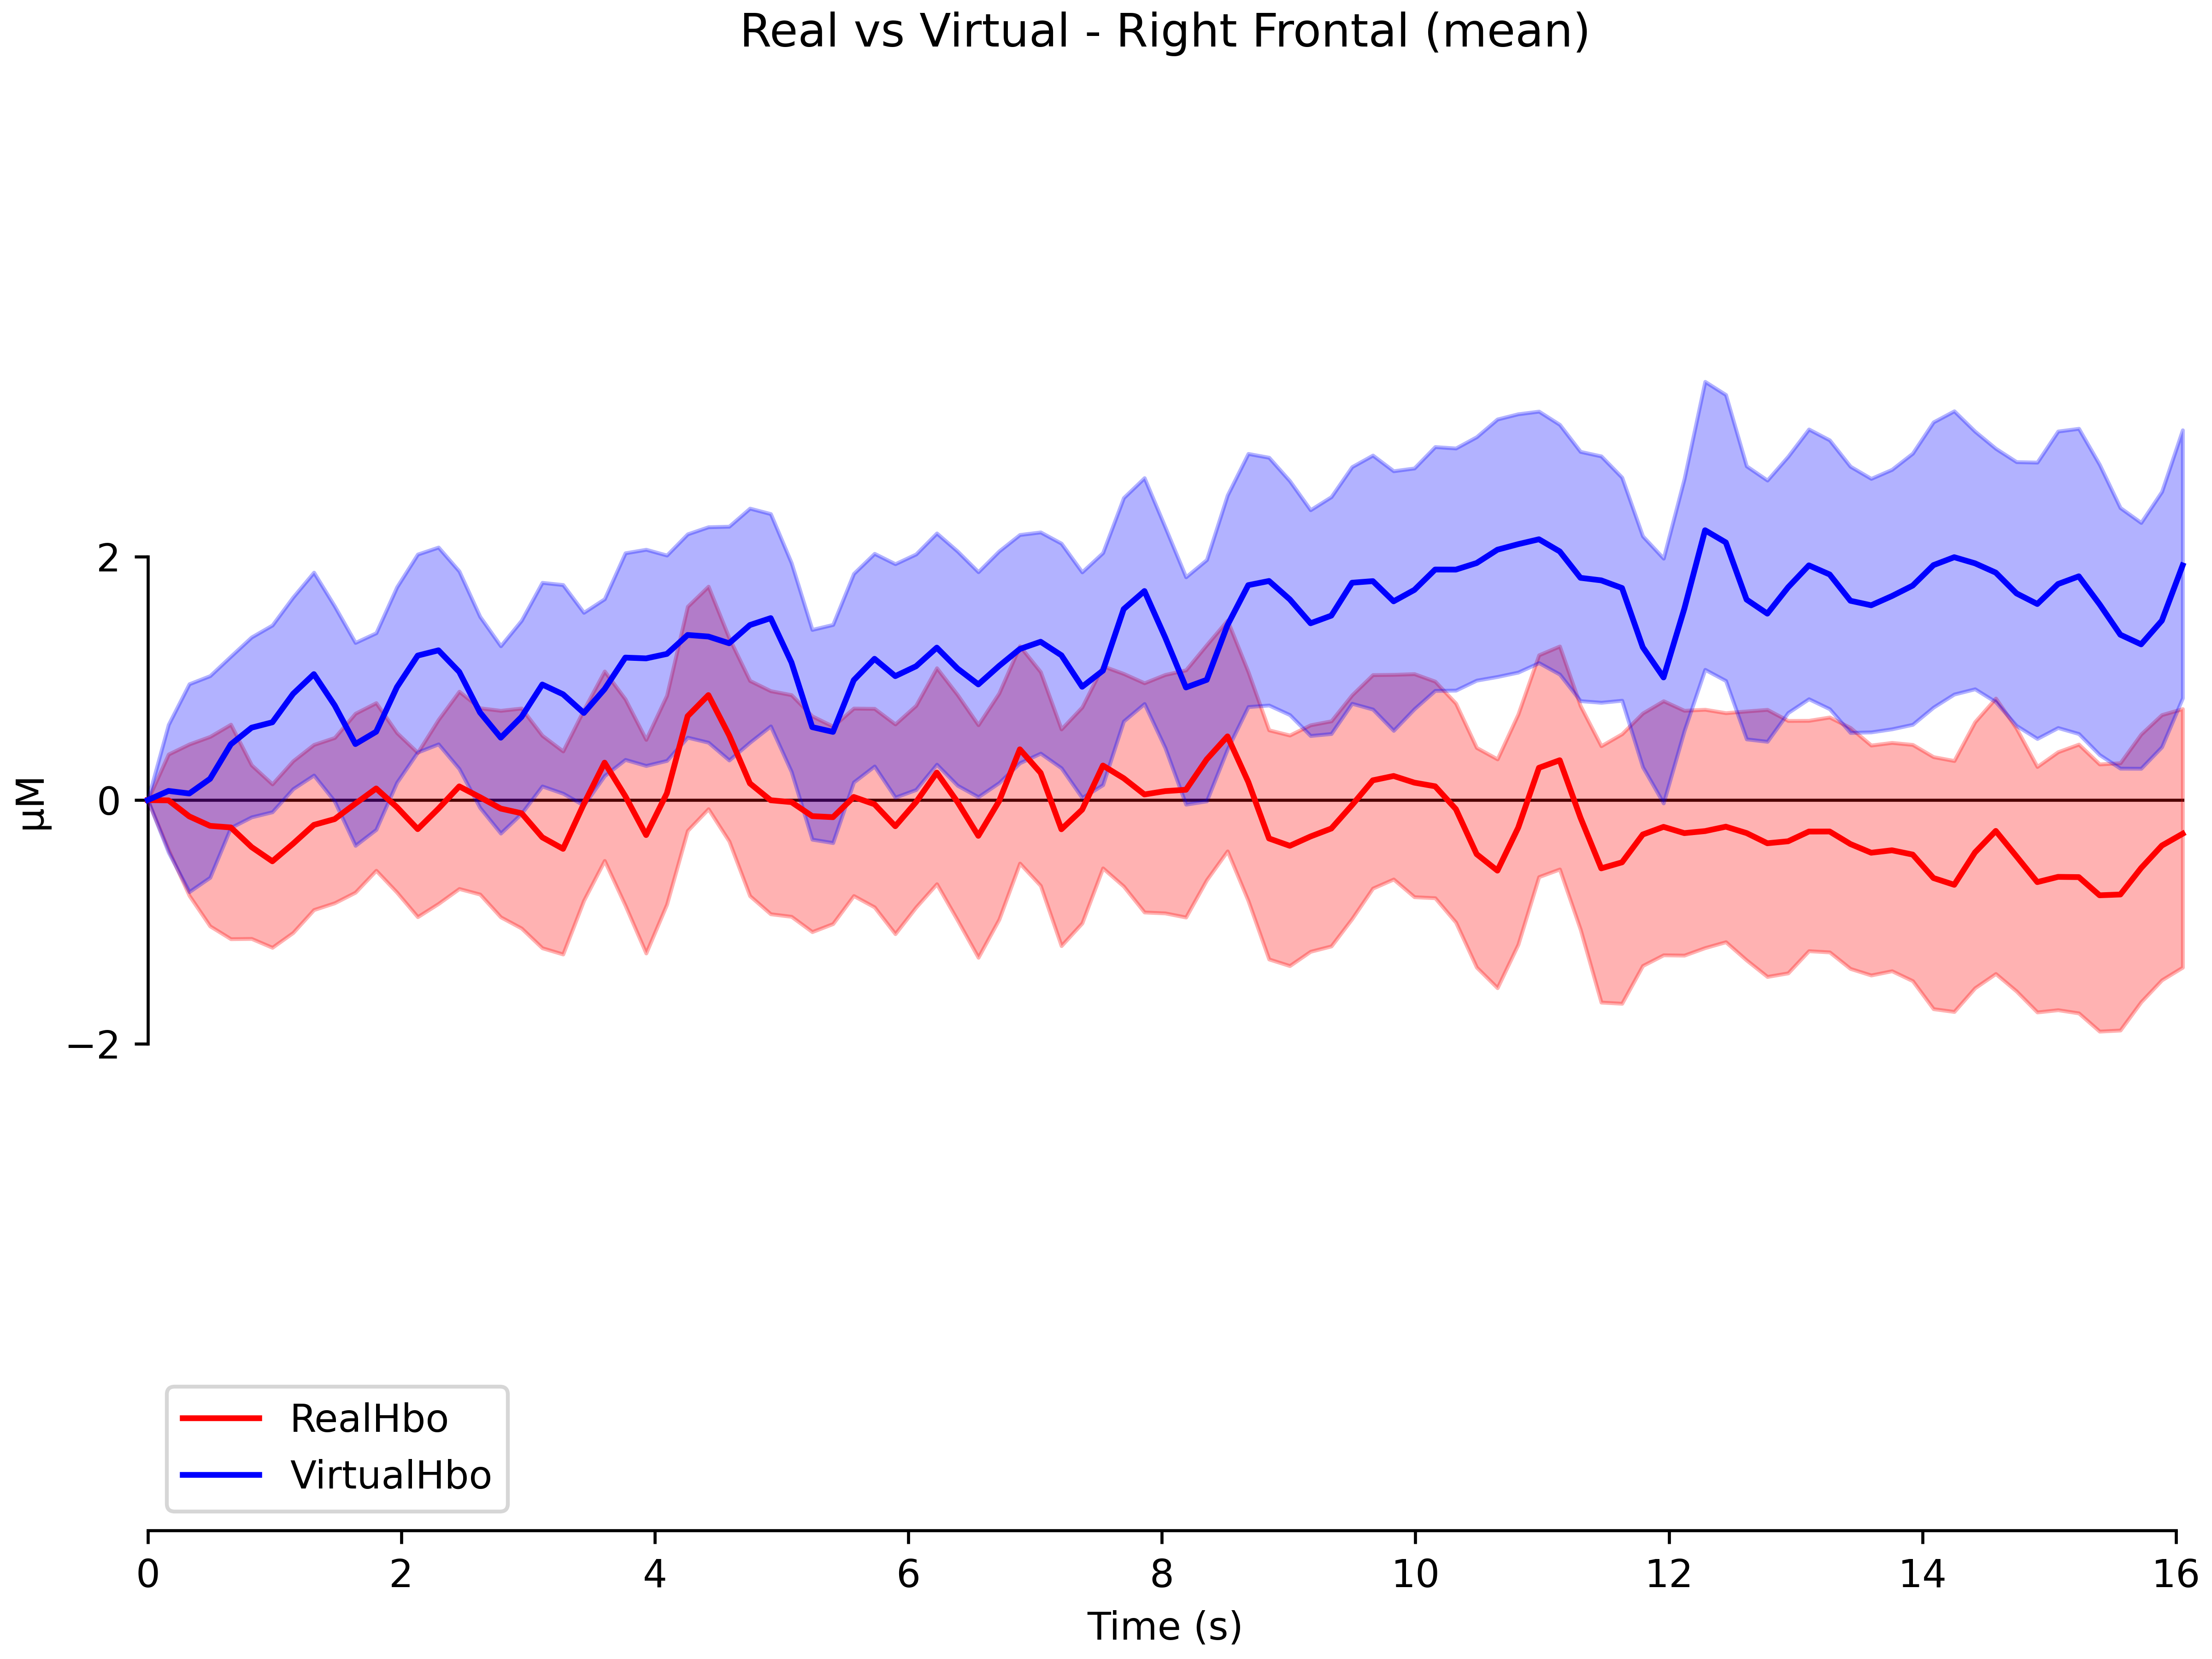 Real vs Virtual - Right Frontal (mean)
µM
2
0
−2
RealHbo
VirtualHbo
0 2 4 6 8 10 12 14 16
Time (s)